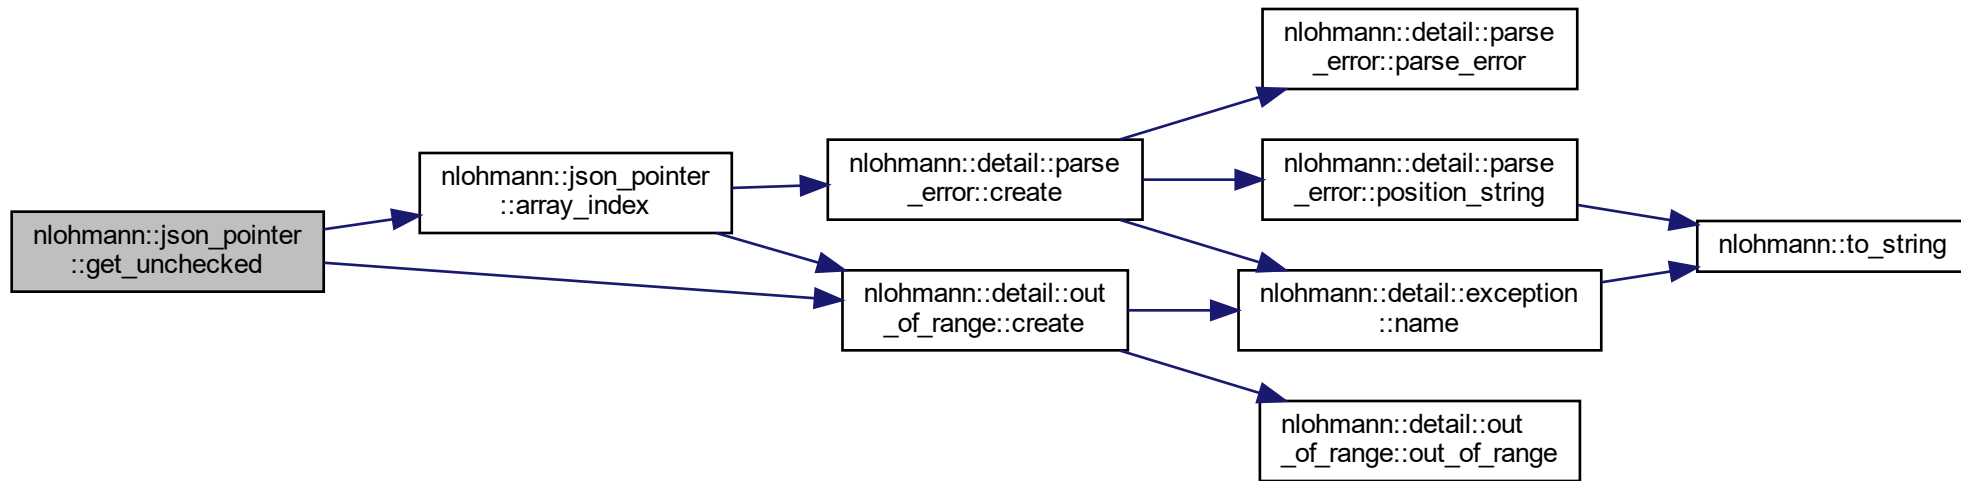 nlohmann::json_pointer
::get_unchecked
nlohmann::json_pointer
::array_index
nlohmann::detail::parse
_error::create
nlohmann::detail::out
_of_range::create
nlohmann::detail::parse
_error::parse_error
nlohmann::detail::parse
_error::position_string
nlohmann::detail::exception
::name
nlohmann::detail::out
_of_range::out_of_range
nlohmann::to_string